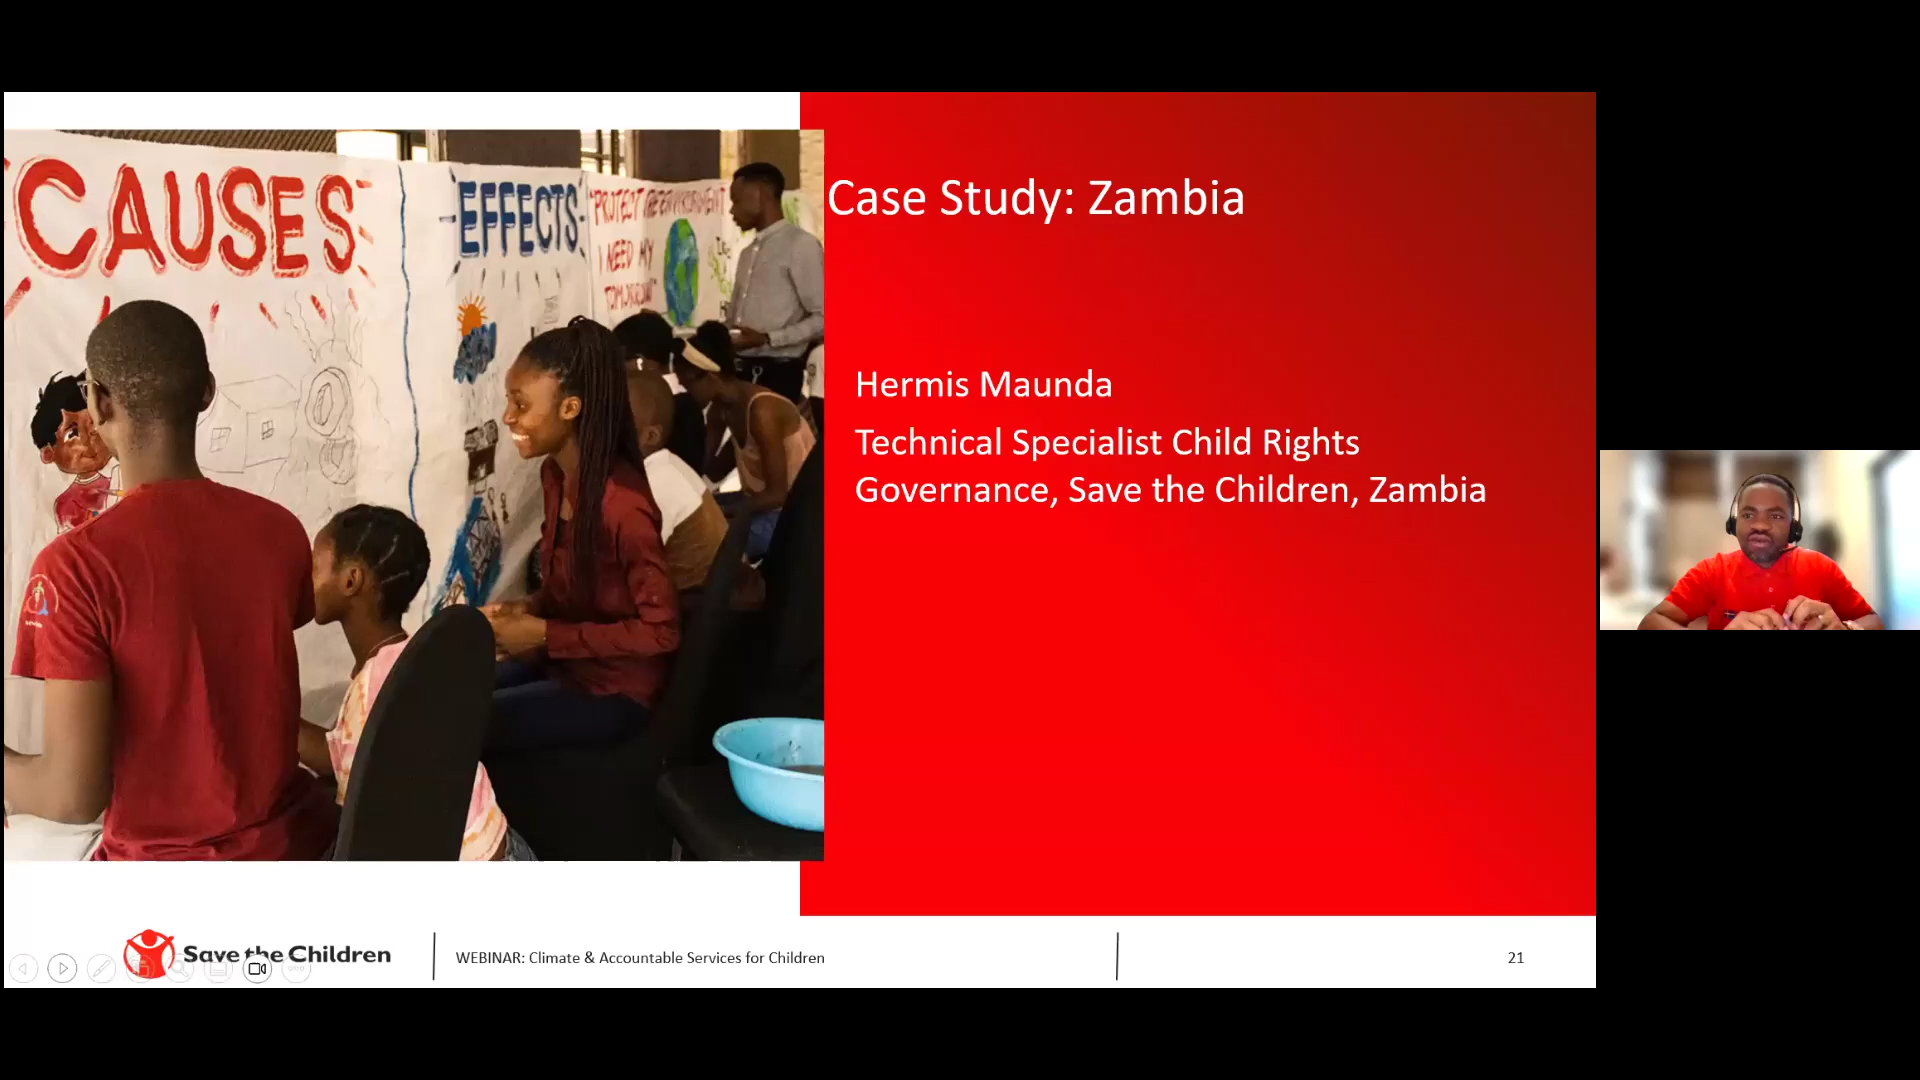 CAUSES
EFFECTS
"PROTECT THE ENVIRONMENT
I NEED MY
TOMORROW"
Case Study: Zambia
Hermis Maunda
Technical Specialist Child Rights
Governance, Save the Children, Zambia
Save the Children
WEBINAR: Climate & Accountable Services for Children
21